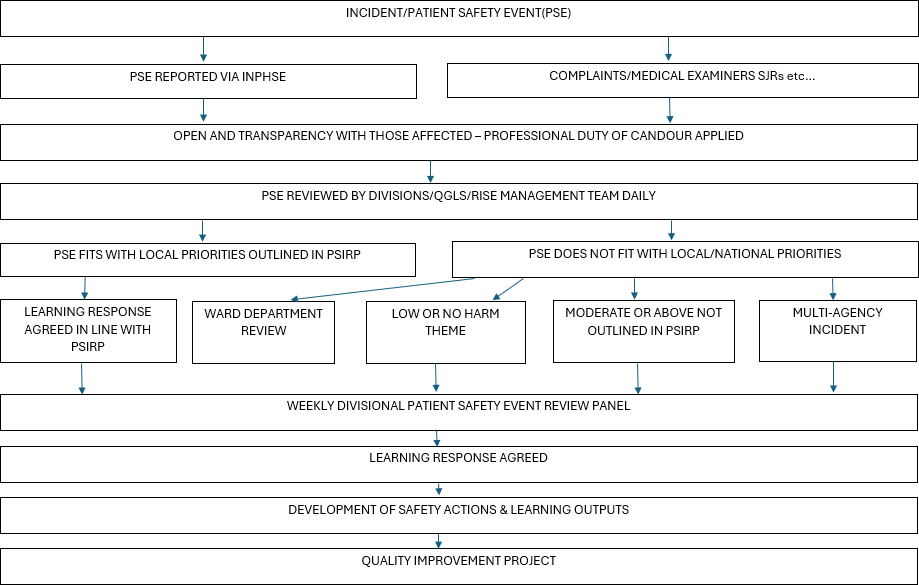 INCIDENT/PATIENT SAFETY EVENT(PSE)
PSE REPORTED VIA INPHSE
COMPLAINTS/MEDICAL EXAMINERS SJRs etc...
OPEN AND TRANSPARENCY WITH THOSE AFFECTED – PROFESSIONAL DUTY OF CANDOUR APPLIED
PSE REVIEWED BY DIVISIONS/QGLS/RISE MANAGEMENT TEAM DAILY
PSE FITS WITH LOCAL PRIORITIES OUTLINED IN PSIRP
PSE DOES NOT FIT WITH LOCAL/NATIONAL PRIORITIES
LEARNING RESPONSE
AGREED IN LINE WITH
PSIRP
WARD DEPARTMENT
REVIEW
LOW OR NO HARM
THEME
MODERATE OR ABOVE NOT
OUTLINED IN PSIRP
MULTI-AGENCY
INCIDENT
WEEKLY DIVISIONAL PATIENT SAFETY EVENT REVIEW PANEL
LEARNING RESPONSE AGREED
DEVELOPMENT OF SAFETY ACTIONS & LEARNING OUTPUTS
QUALITY IMPROVEMENT PROJECT